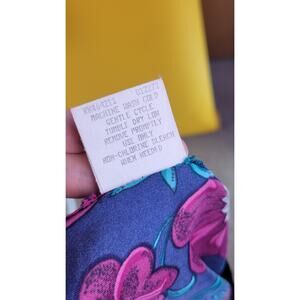 MACHINE WASH COLD
GENTLE CYCLE
TUMBLE DRY LOW
REMOVE PROMPTLY
USE ONLY
NON-CHLORINE BLEACH
WHEN NEEDED